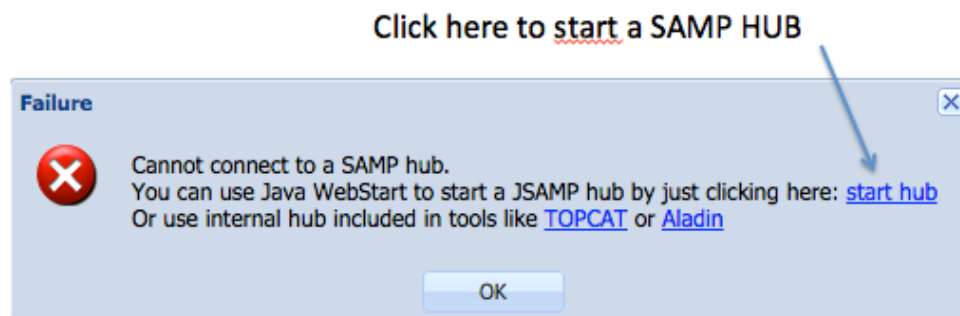 Click here to start a SAMP HUB
Failure
Cannot connect to a SAMP hub.
You can use Java WebStart to start a JSAMP hub by just clicking here: start hub
Or use internal hub included in tools like TOPCAT or Aladin
OK